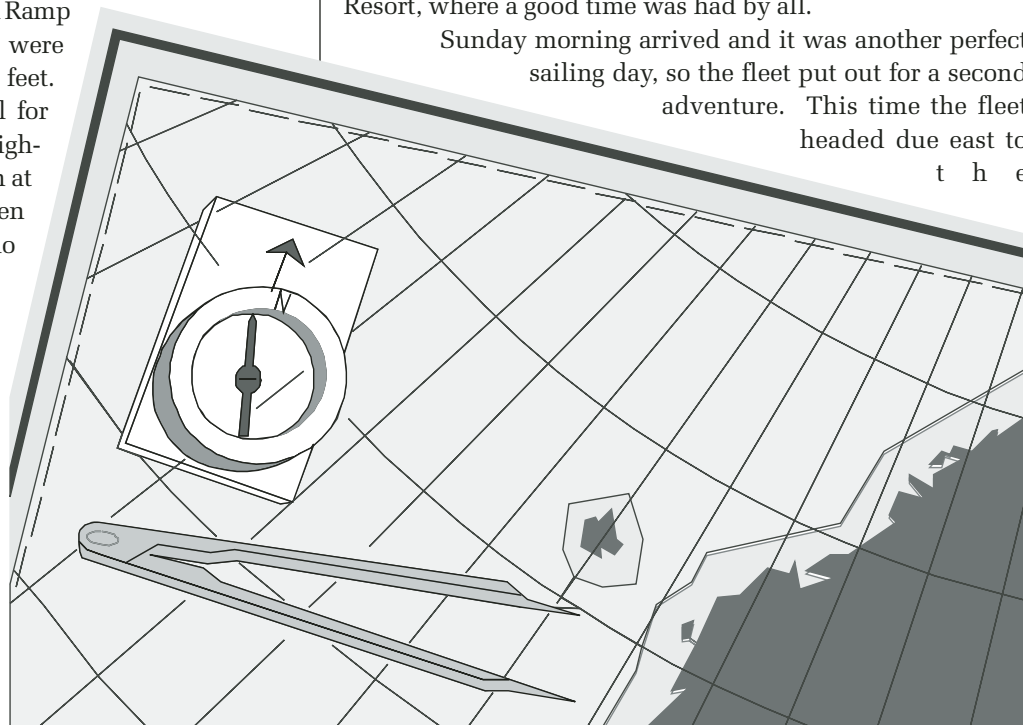 Ramp
were
feet.
for
at
Resort, where a good time was had by all.
Sunday morning arrived and it was another perfect
sailing day, so the fleet put out for a second
adventure. This time the fleet
headed due east to
t h e